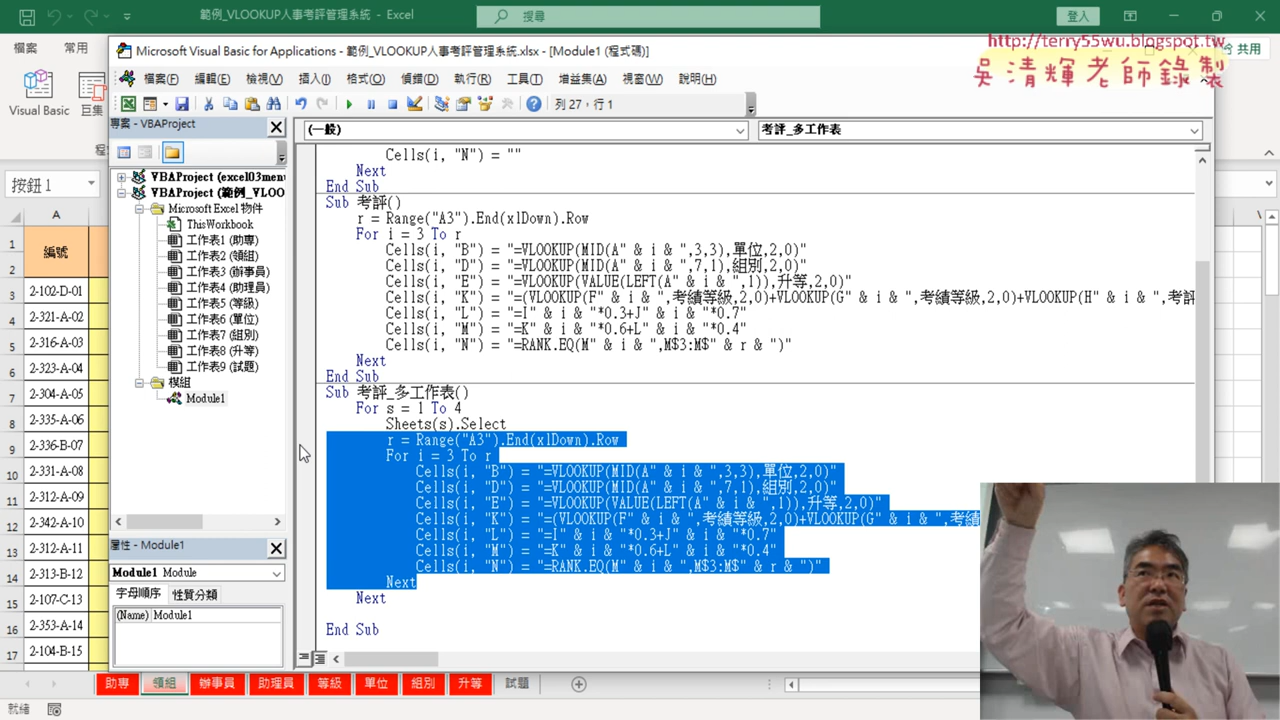 範例_VLOOKUP人事考評管理系統 - Excel
搜尋
登入
檔案
常用
共用
http://terry55wu.blogspot.tw
吳清輝老師錄製
Visual Basic
巨集
Microsoft Visual Basic for Applications - 範例_VLOOKUP人事考評管理系統.xlsx - [Module1 (程式碼)]
檔案(F) 編輯(E) 檢視(V) 插入(I) 格式(O) 偵錯(D) 執行(R) 工具(T) 增益集(A) 視窗(W) 說明(H)
列 27，行 1
專案 - VBAProject
(一般)
考評_多工作表
VBAProject (excel03menu
VBAProject (範例_VLOO
Microsoft Excel 物件
ThisWorkbook
工作表1 (助專)
工作表2 (領組)
工作表3 (辦事員)
工作表4 (助理員)
工作表5 (等級)
工作表6 (單位)
工作表7 (組別)
工作表8 (升等)
工作表9 (試題)
模組
Module1
屬性 - Module1
Module1 Module
字母順序 性質分類
(Name) Module1
Cells(i, "N") = ""
Next
End Sub
Sub 考評()
r = Range("A3").End(xlDown).Row
For i = 3 To r
Cells(i, "B") = "=VLOOKUP(MID(A" & i & ",3,3),單位,2,0)"
Cells(i, "D") = "=VLOOKUP(MID(A" & i & ",7,1),組別,2,0)"
Cells(i, "E") = "=VLOOKUP(VALUE(LEFT(A" & i & ",1)),升等,2,0)"
Cells(i, "K") = "=(VLOOKUP(F" & i & ",考績等級,2,0)+VLOOKUP(G" & i & ",考績等級,2,0)+VLOOKUP(H" & i & ",考評
Cells(i, "L") = "=I" & i & "*0.3+J" & i & "*0.7"
Cells(i, "M") = "=K" & i & "*0.6+L" & i & "*0.4"
Cells(i, "N") = "=RANK.EQ(M" & i & ",M$3:M$" & r & ")"
Next
End Sub
Sub 考評_多工作表()
For s = 1 To 4
Sheets(s).Select
r = Range("A3").End(xlDown).Row
For i = 3 To r
Cells(i, "B") = "=VLOOKUP(MID(A" & i & ",3,3),單位,2,0)"
Cells(i, "D") = "=VLOOKUP(MID(A" & i & ",7,1),組別,2,0)"
Cells(i, "E") = "=VLOOKUP(VALUE(LEFT(A" & i & ",1)),升等,2,0)"
Cells(i, "K") = "=(VLOOKUP(F" & i & ",考績等級,2,0)+VLOOKUP(G" & i & ",考績
Cells(i, "L") = "=I" & i & "*0.3+J" & i & "*0.7"
Cells(i, "M") = "=K" & i & "*0.6+L" & i & "*0.4"
Cells(i, "N") = "=RANK.EQ(M" & i & ",M$3:M$" & r & ")"
Next
Next
End Sub
按鈕 1
A
1
編號
2
3 2-102-D-01
4 2-321-A-02
5 2-316-A-03
6 2-323-A-04
7 2-304-A-05
8 2-335-A-06
9 2-336-B-07
10 2-331-A-08
11 2-312-A-09
12 2-342-A-10
13 2-312-A-11
14 2-313-B-12
15 2-107-C-13
16 2-353-A-14
17 2-104-B-15
助專 領組 辦事員 助理員 等級 單位 組別 升等 試題
就緒